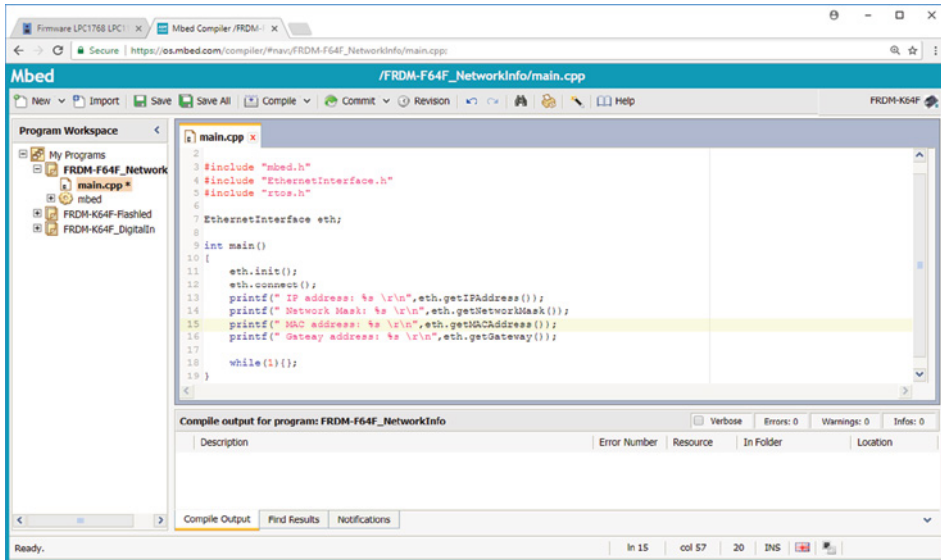 Firmware LPC1768 LPC11
Mbed Compiler /FRDM-F
Secure https://os.mbed.com/compiler/#nav:/FRDM-F64F_NetworkInfo/main.cpp;
Mbed
/FRDM-F64F_NetworkInfo/main.cpp
New Import Save Save All Compile Commit Revision Help FRDM-K64F
Program Workspace
My Programs
FRDM-F64F_Network
main.cpp *
mbed
FRDM-K64F-Flashled
FRDM-K64F_DigitalIn
main.cpp x
2
3 #include "mbed.h"
4 #include "EthernetInterface.h"
5 #include "rtos.h"
6
7 EthernetInterface eth;
8
9 int main()
10 {
11 eth.init();
12 eth.connect();
13 printf(" IP address: %s \r\n",eth.getIPAddress());
14 printf(" Network Mask: %s \r\n",eth.getNetworkMask());
15 printf(" MAC address: %s \r\n",eth.getMACAddress());
16 printf(" Gateay address: %s \r\n",eth.getGateway());
17
18 while(1){};
19 }
Compile output for program: FRDM-F64F_NetworkInfo
Verbose Errors: 0 Warnings: 0 Infos: 0
Description Error Number Resource In Folder Location
Compile Output Find Results Notifications
Ready.
ln 15 col 57 20 INS